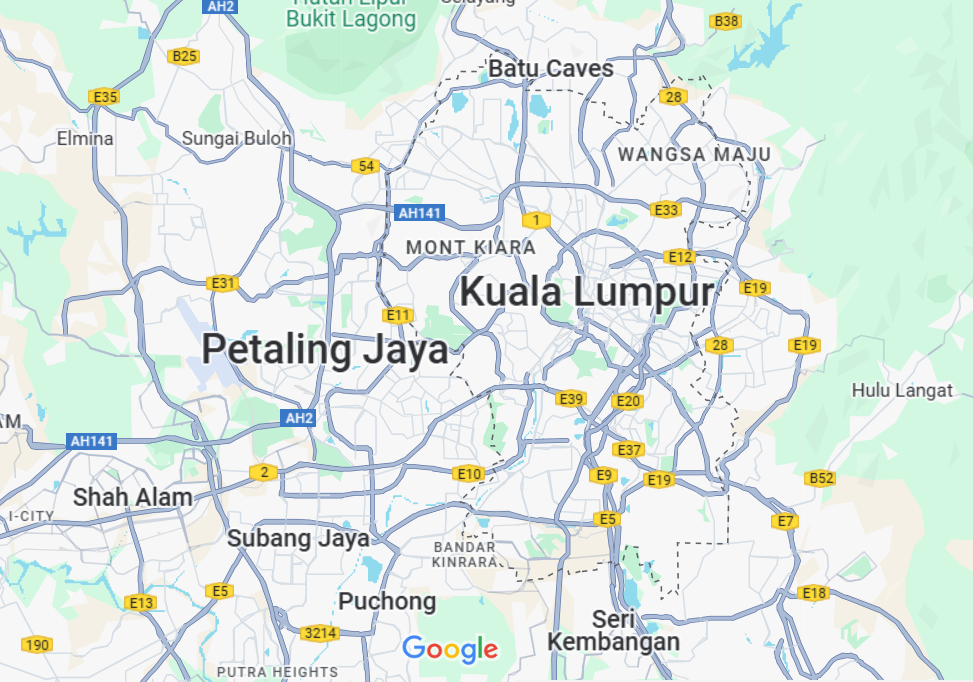 AH2
Hutan Lipur
Bukit Lagong
Selayang
B38
B25
Batu Caves
E35
28
Elmina
Sungai Buloh
WANGSA MAJU
54
AH141
1
E33
MONT KIARA
E12
E31
Kuala Lumpur
E19
E11
Petaling Jaya
28
E19
Hulu Langat
E39
E20
AH2
AM
AH141
E37
2
E10
E9
E19
B52
Shah Alam
I-CITY
E5
E7
Subang Jaya
BANDAR
KINRARA
E5
E13
Puchong
E18
Seri
Kembangan
190
3214
Google
PUTRA HEIGHTS